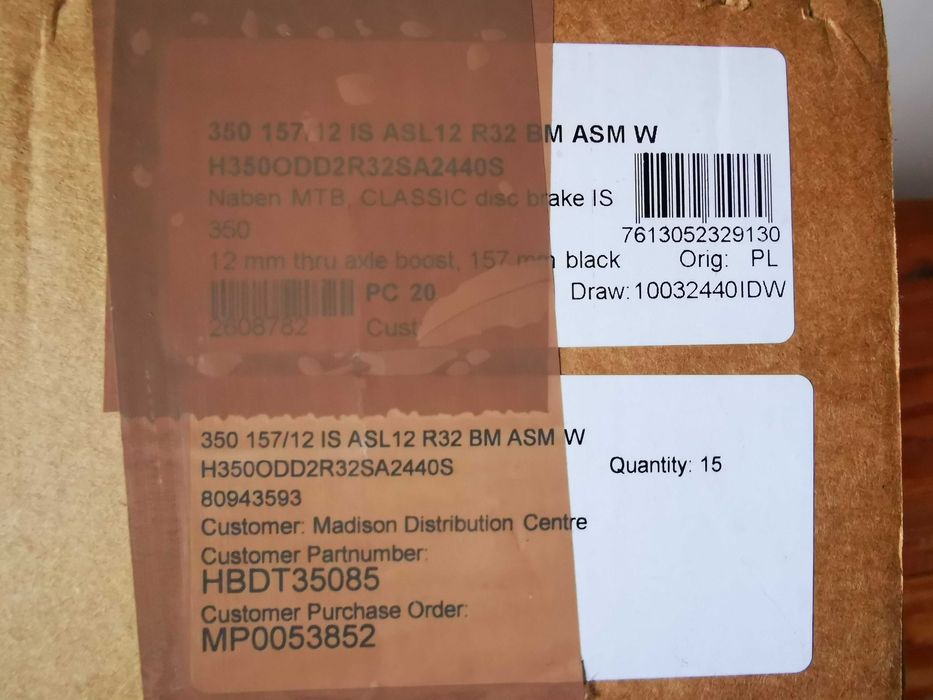 350 157/12 IS ASL12 R32 BM ASM W
H350ODD2R32SA2440S
Naben MTB, CLASSIC disc brake IS
350
7613052329130
12 mm thru axle boost, 157 mm black Orig: PL
PC 20 Draw: 10032440IDW
2608782 Cust
350 157/12 IS ASL12 R32 BM ASM W
H350ODD2R32SA2440S Quantity: 15
80943593
Customer: Madison Distribution Centre
Customer Partnumber:
HBDT35085
Customer Purchase Order:
MP0053852